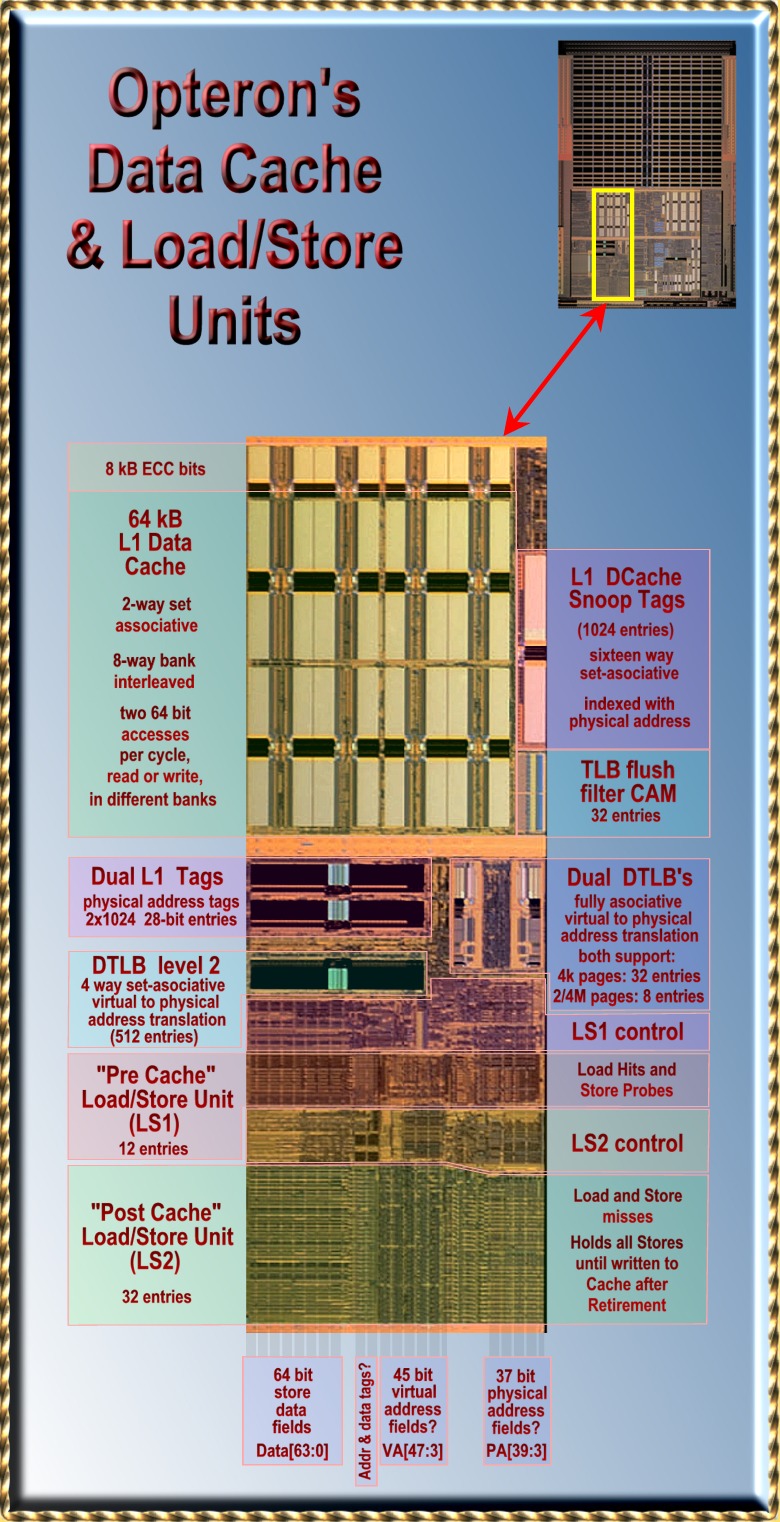 Opteron's
Data Cache
& Load/Store
Units
8 kB ECC bits
64 kB
L1 Data
Cache
2-way set
associative
8-way bank
interleaved
two 64 bit
accesses
per cycle,
read or write,
in different banks
L1 DCache
Snoop Tags
(1024 entries)
sixteen way
set-asociative
indexed with
physical address
TLB flush
filter CAM
32 entries
Dual L1 Tags
physical address tags
2x1024 28-bit entries
Dual DTLB's
fully asociative
virtual to physical
address translation
both support:
4k pages: 32 entries
2/4M pages: 8 entries
DTLB level 2
4 way set-asociative
virtual to physical
address translation
(512 entries)
LS1 control
"Pre Cache"
Load/Store Unit
(LS1)
12 entries
Load Hits and
Store Probes
LS2 control
"Post Cache"
Load/Store Unit
(LS2)
32 entries
Load and Store
misses
Holds all Stores
until written to
Cache after
Retirement
64 bit
store
data
fields
Data[63:0]
Addr & data tags?
45 bit
virtual
address
fields?
VA[47:3]
37 bit
physical
address
fields?
PA[39:3]